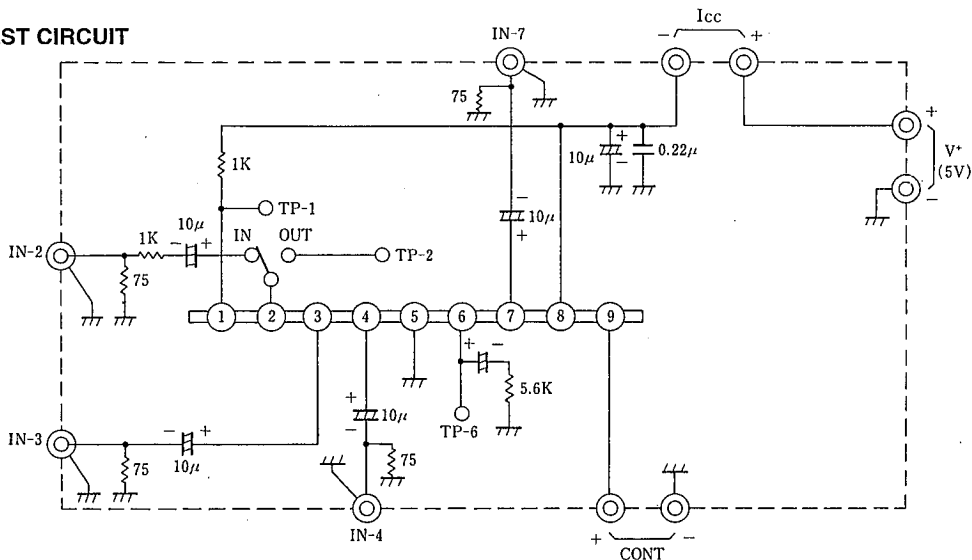 ST CIRCUIT
Icc
IN-7
- +
75
+
V+
(5V)
-
1K
10μ
+
-
0.22μ
TP-1
-
10μ
+
10μ
- +
IN OUT
1K
IN-2
TP-2
75
1 2 3 4 5 6 7 8 9
+ -
5.6K
+
10μ
-
TP-6
IN-3
- +
10μ
75
75
IN-4
+ -
CONT